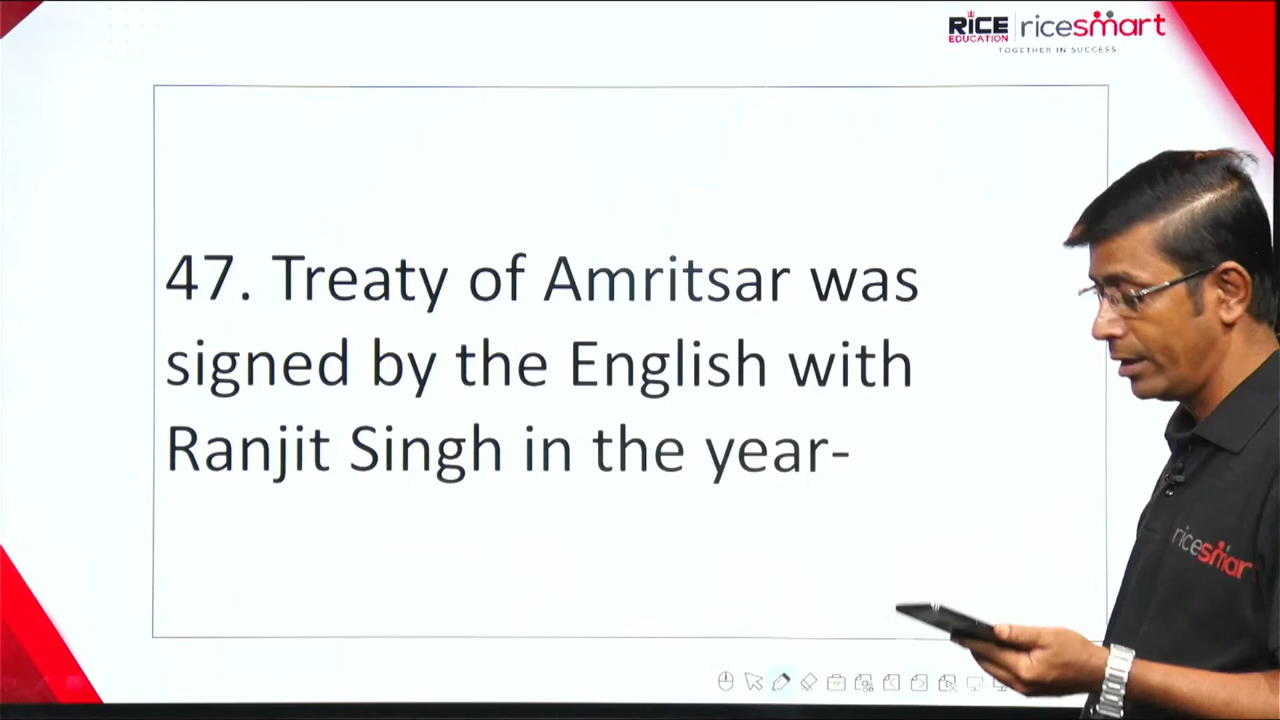 RICE
EDUCATION
ricesmart
TOGETHER IN SUCCESS
47. Treaty of Amritsar was
signed by the English with
Ranjit Singh in the year-
ricesmart